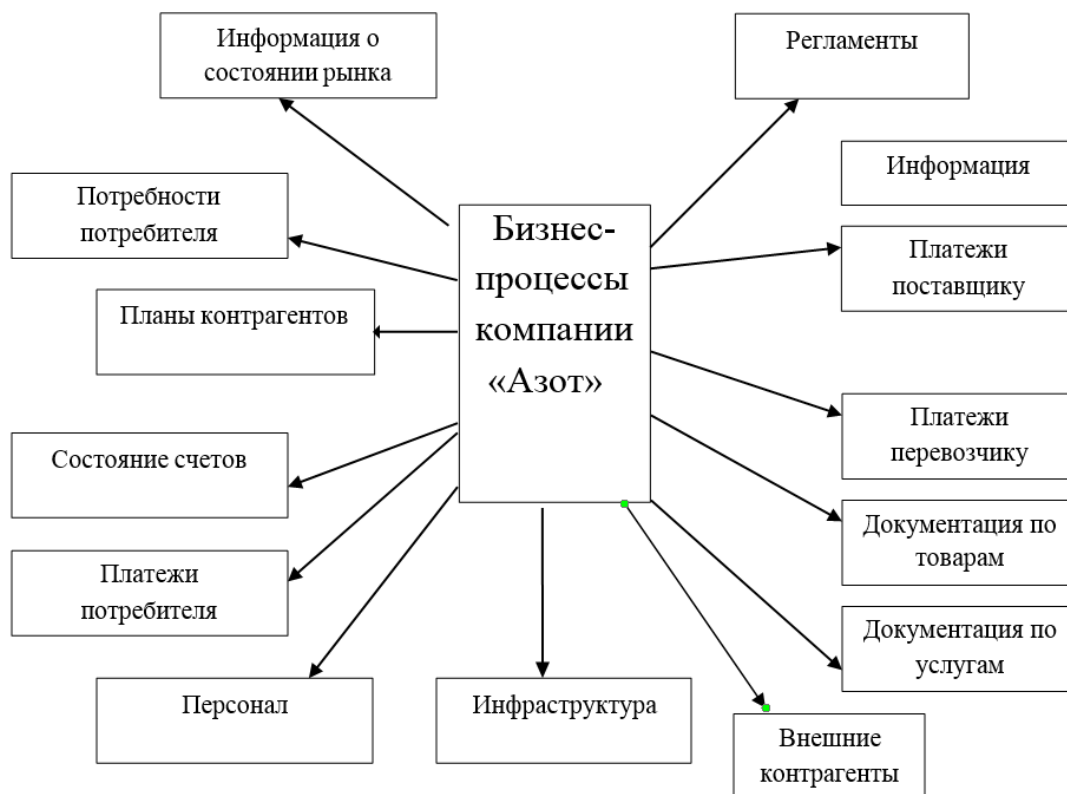 Информация о
состоянии рынка
Регламенты
Информация
Потребности
потребителя
Бизнес-
процессы
компании
«Азот»
Платежи
поставщику
Планы контрагентов
Платежи
перевозчику
Состояние счетов
Документация по
товарам
Платежи
потребителя
Документация по
услугам
Персонал
Инфраструктура
Внешние
контрагенты